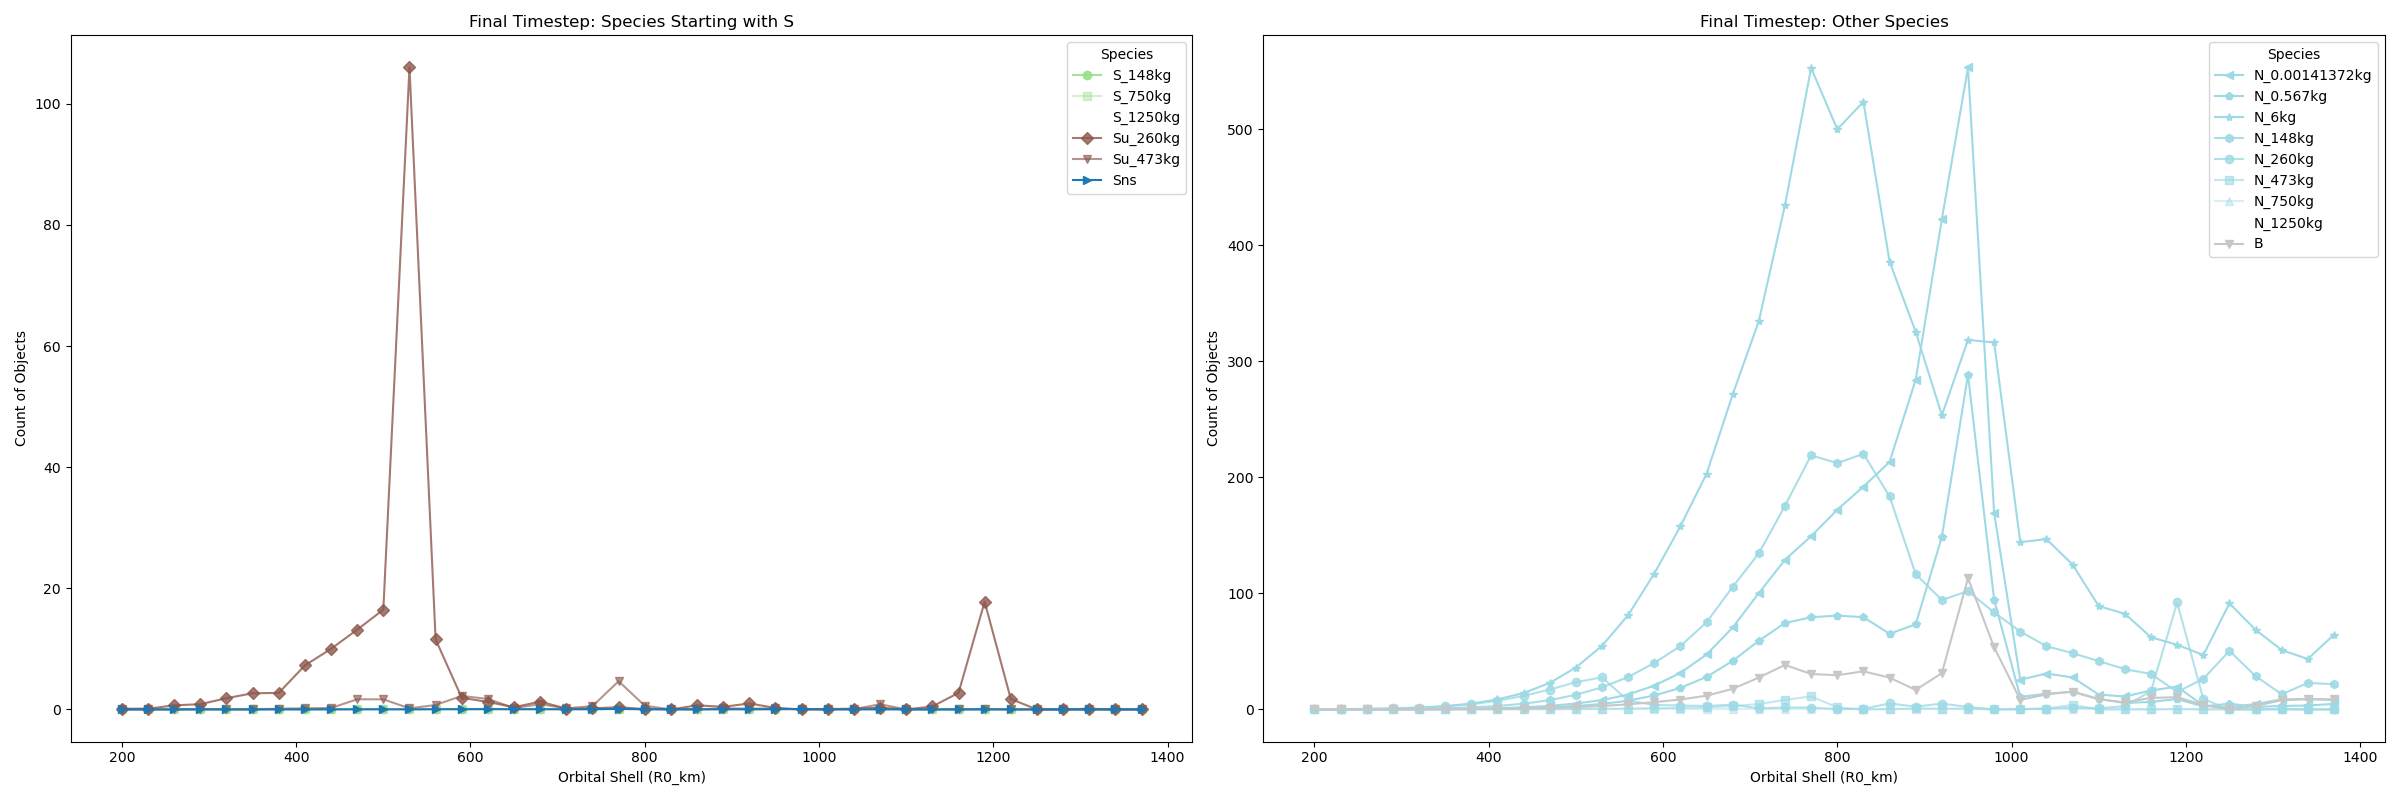 Final Timestep: Species Starting with S
Count of Objects
100
80
60
40
20
0
200
400
600
800
1000
1200
1400
Orbital Shell (R0_km)
Species
S_148kg
S_750kg
S_1250kg
Su_260kg
Su_473kg
Sns
Final Timestep: Other Species
Count of Objects
500
400
300
200
100
0
200
400
600
800
1000
1200
1400
Orbital Shell (R0_km)
Species
N_0.00141372kg
N_0.567kg
N_6kg
N_148kg
N_260kg
N_473kg
N_750kg
N_1250kg
B